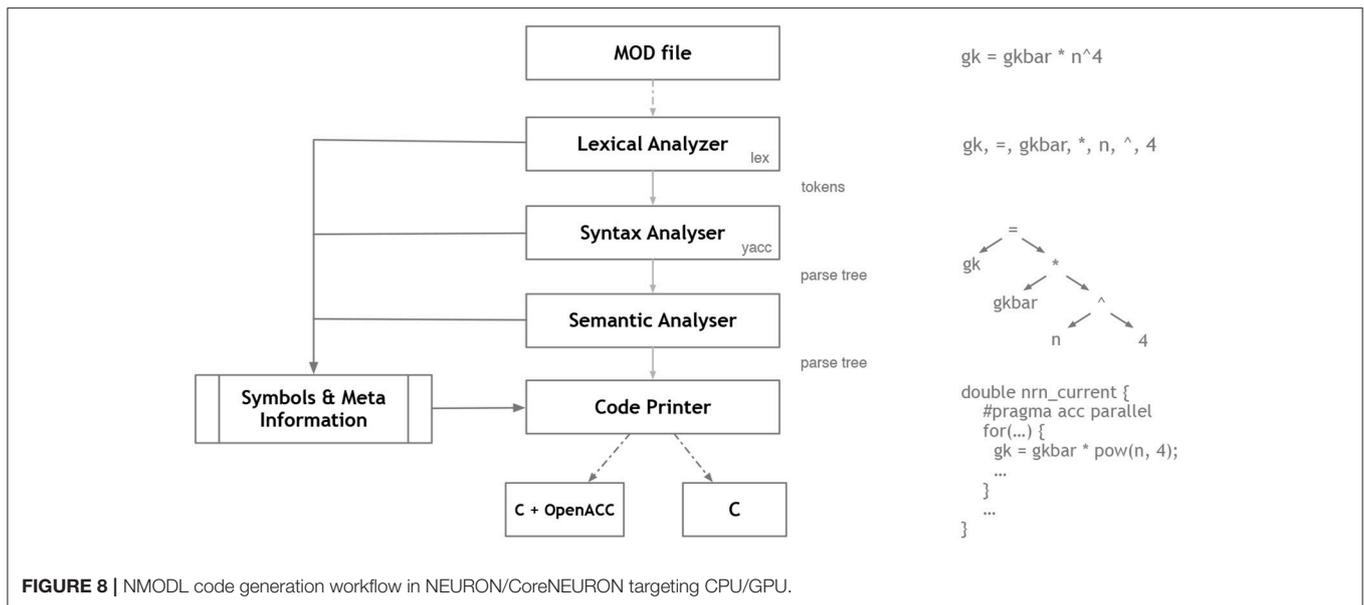 MOD file
gk = gkbar * n^4
Lexical Analyzer
lex
gk, =, gkbar, *, n, ^, 4
tokens
Syntax Analyser
yacc
=
gk
*
parse tree
gkbar
^
Semantic Analyser
n
4
parse tree
Symbols & Meta
Information
Code Printer
double nrn_current {
#pragma acc parallel
for(...) {
gk = gkbar * pow(n, 4);
...
}
...
}
C + OpenACC
C
FIGURE 8 | NMODL code generation workflow in NEURON/CoreNEURON targeting CPU/GPU.